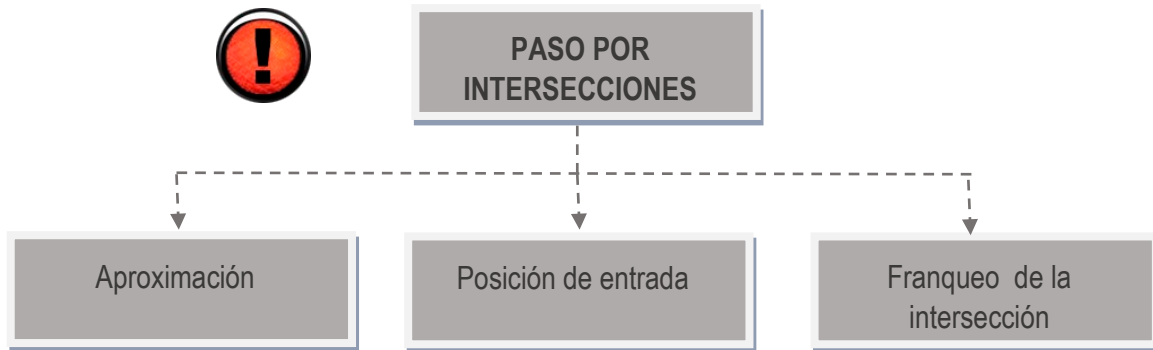 PASO POR
INTERSECCIONES
Aproximación
Posición de entrada
Franqueo de la
intersección